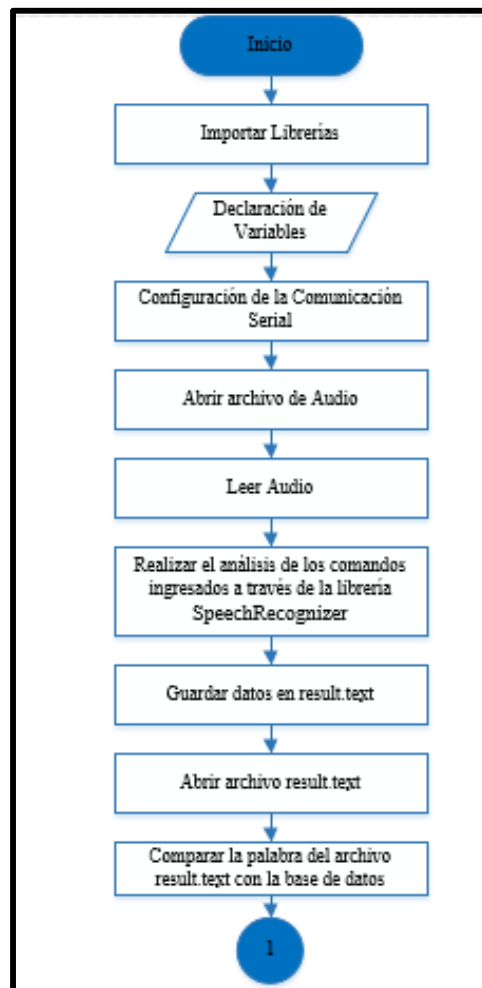 Inicio
Importar Librerías
Declaración de
Variables
Configuración de la Comunicación
Serial
Abrir archivo de Audio
Leer Audio
Realizar el análisis de los comandos
ingresados a través de la librería
SpeechRecognizer
Guardar datos en result.text
Abrir archivo result.text
Comparar la palabra del archivo
result.text con la base de datos
1